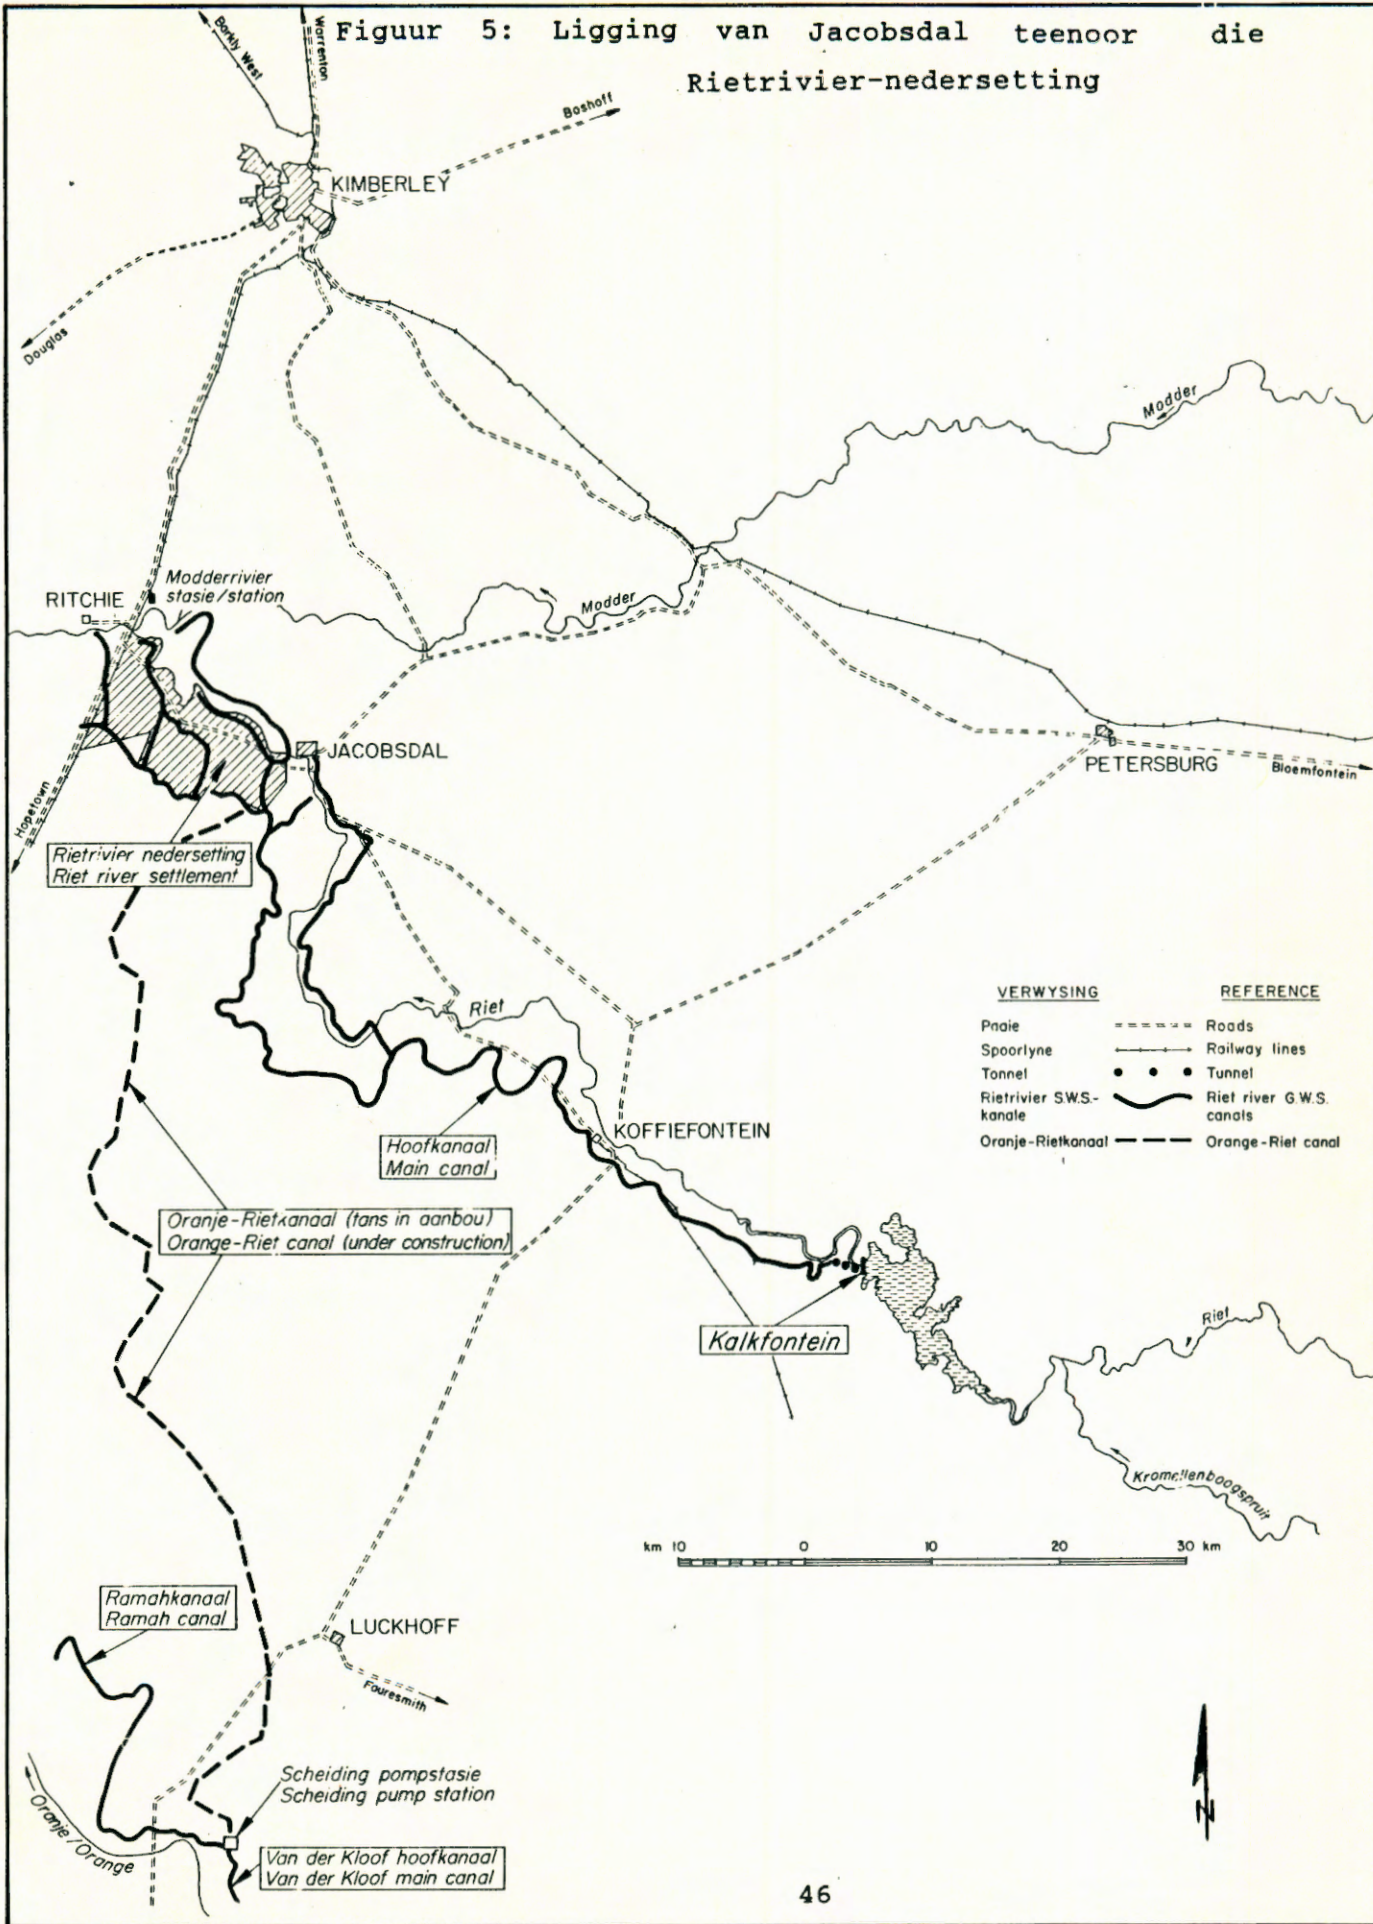 Figuur 5: Ligging van Jacobsdal teenoor die
Rietrivier-nedersetting
Barkly West
Warrenton
Boshoff
KIMBERLEY
Douglas
Modder
Modderrivier
stasie/station
RITCHIE
Modder
JACOBSDAL
PETERSBURG
Bloemfontein
Hopetown
Rietrivier nedersetting
Riet river settlement
Riet
VERWYSING REFERENCE
Paaie Roads
Spoorlyne Railway lines
Tonnel Tunnel
Rietrivier S.W.S.- Riet river G.W.S.
kanale canals
Oranje-Rietkanaal Orange-Riet canal
KOFFIEFONTEIN
Hoofkanaal
Main canal
Oranje-Rietkanaal (tans in aanbou)
Orange-Riet canal (under construction)
Kalkfontein
Riet
Kromellenboogspruit
km 10 0 10 20 30 km
Ramahkanaal
Ramah canal
LUCKHOFF
Fauresmith
Scheiding pompstasie
Scheiding pump station
Oranje/Orange
Van der Kloof hoofkanaal
Van der Kloof main canal
N
46